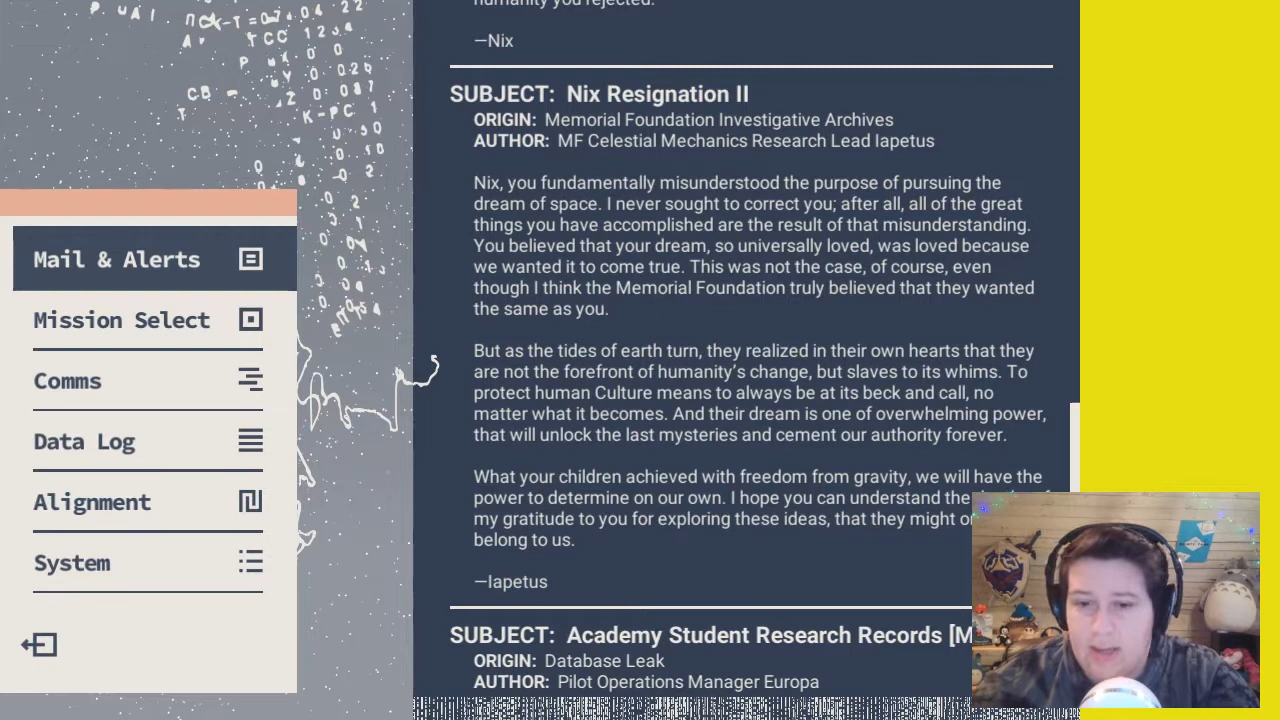 humanity you rejected.
—Nix
SUBJECT: Nix Resignation II
ORIGIN: Memorial Foundation Investigative Archives
AUTHOR: MF Celestial Mechanics Research Lead Iapetus
Nix, you fundamentally misunderstood the purpose of pursuing the
dream of space. I never sought to correct you; after all, all of the great
things you have accomplished are the result of that misunderstanding.
You believed that your dream, so universally loved, was loved because
we wanted it to come true. This was not the case, of course, even
though I think the Memorial Foundation truly believed that they wanted
the same as you.
But as the tides of earth turn, they realized in their own hearts that they
are not the forefront of humanity’s change, but slaves to its whims. To
protect human Culture means to always be at its beck and call, no
matter what it becomes. And their dream is one of overwhelming power,
that will unlock the last mysteries and cement our authority forever.
What your children achieved with freedom from gravity, we will have the
power to determine on our own. I hope you can understand the
my gratitude to you for exploring these ideas, that they might
belong to us.
—Iapetus
SUBJECT: Academy Student Research Records
ORIGIN: Database Leak
AUTHOR: Pilot Operations Manager Europa
Mail & Alerts
Mission Select
Comms
Data Log
Alignment
System